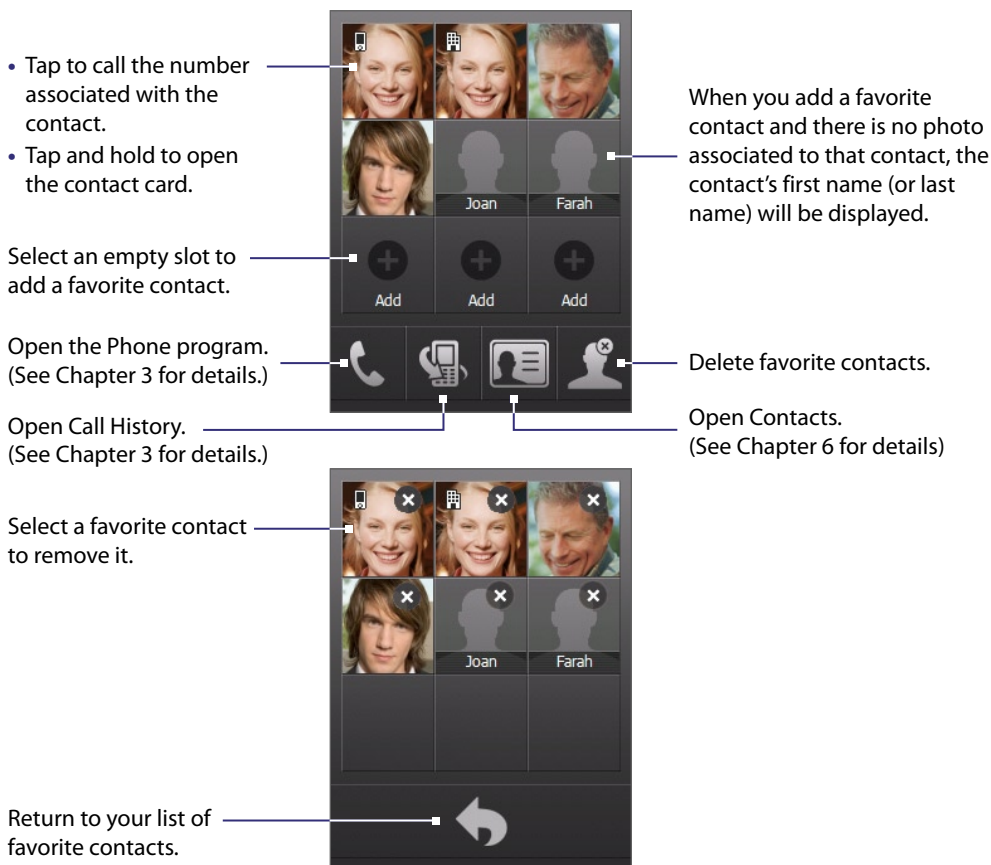 • Tap to call the number
associated with the
contact.
• Tap and hold to open
the contact card.
When you add a favorite
contact and there is no photo
associated to that contact, the
contact's first name (or last
name) will be displayed.
Joan
Farah
Select an empty slot to
add a favorite contact.
Add
Add
Add
Open the Phone program.
(See Chapter 3 for details.)
Delete favorite contacts.
Open Call History.
(See Chapter 3 for details.)
Open Contacts.
(See Chapter 6 for details)
Select a favorite contact
to remove it.
Joan
Farah
Return to your list of
favorite contacts.